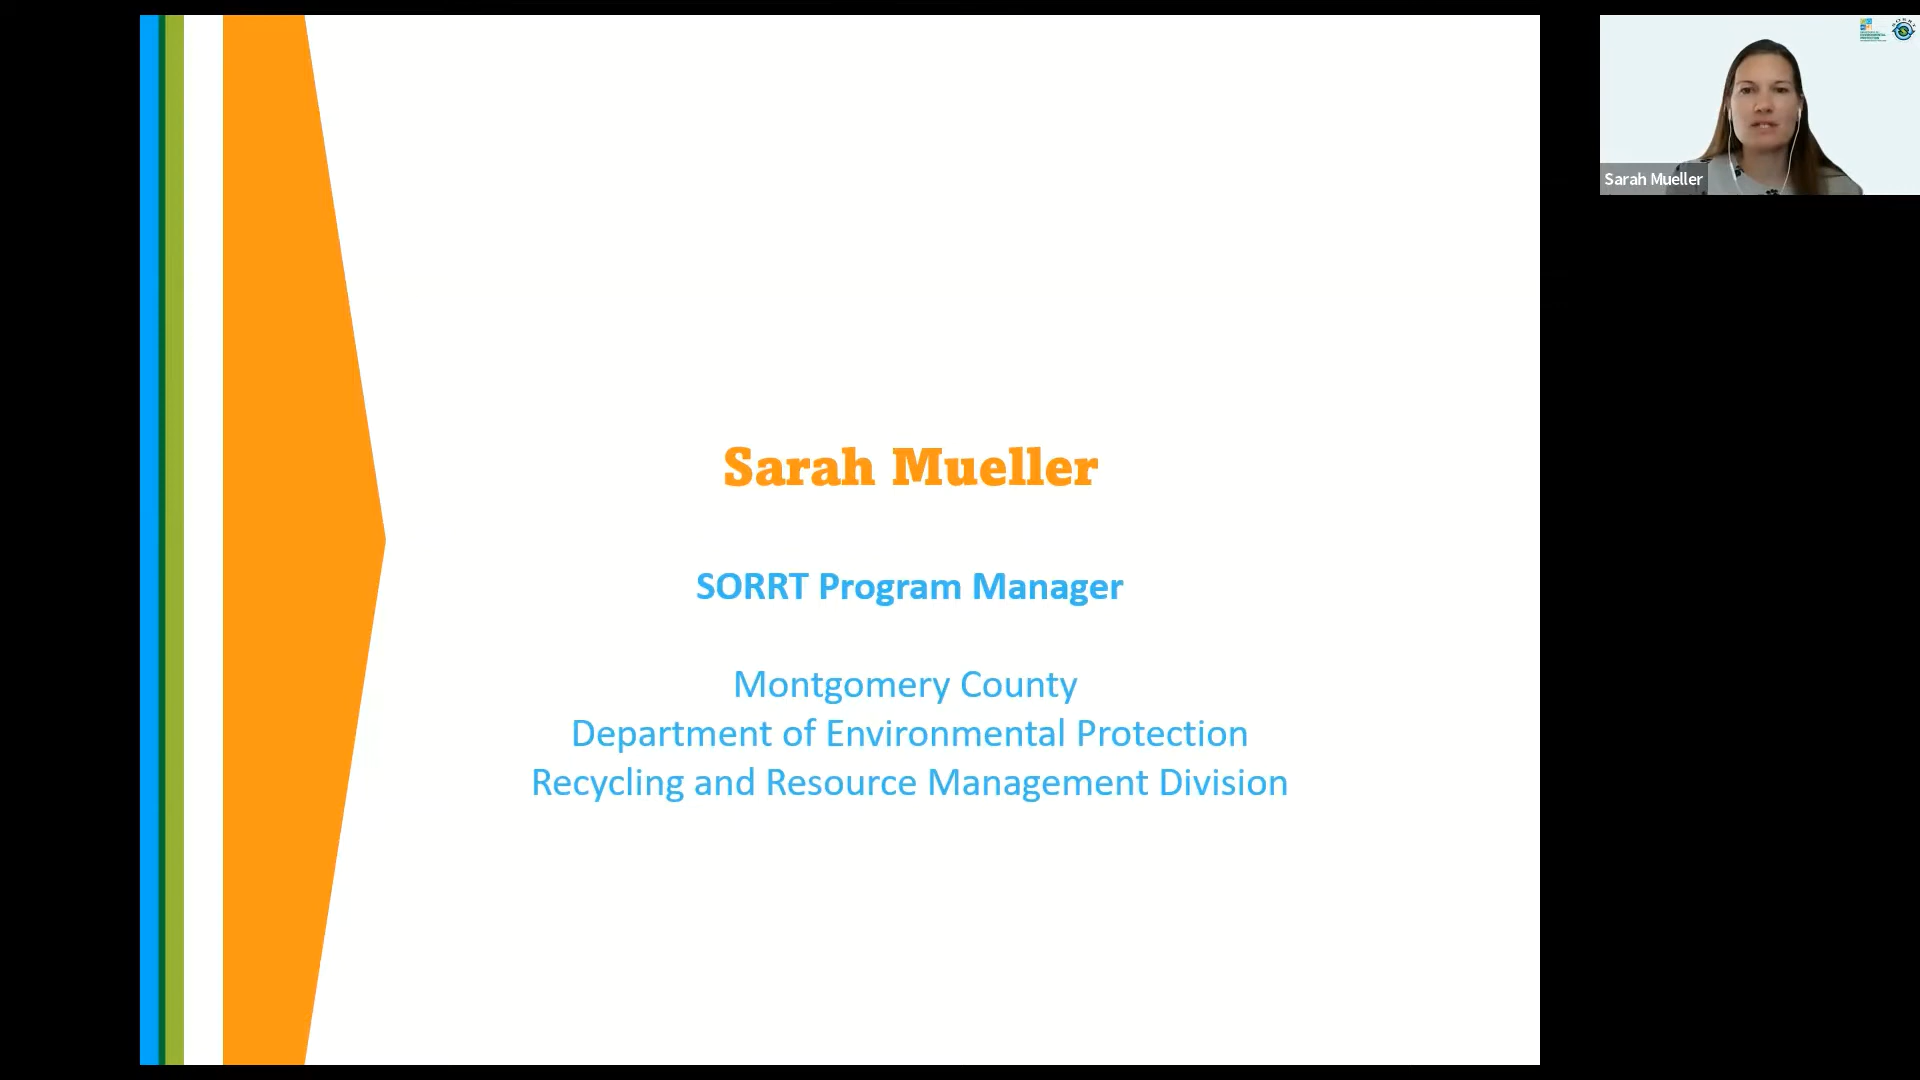 Sarah Mueller
SORRT Program Manager
Montgomery County
Department of Environmental Protection
Recycling and Resource Management Division
Sarah Mueller